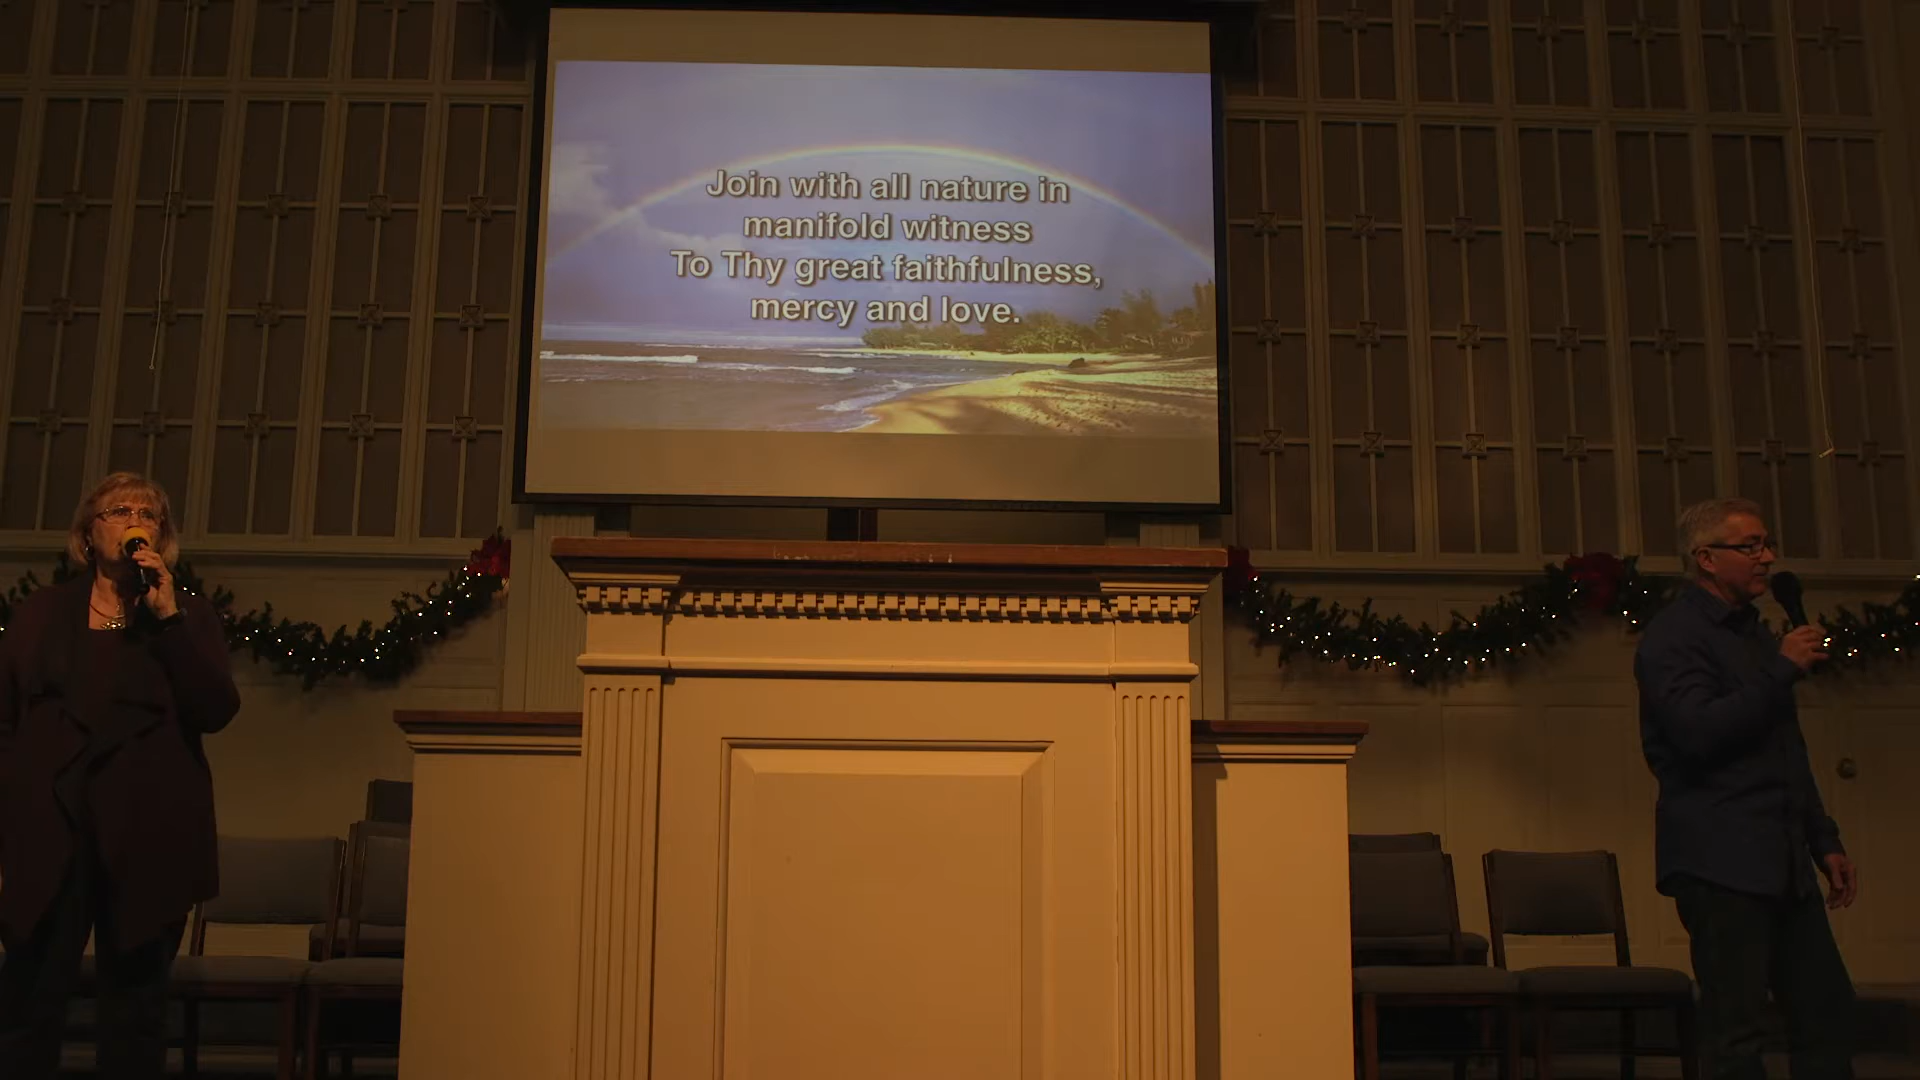 Join with all nature in
manifold witness
To Thy great faithfulness,
mercy and love.